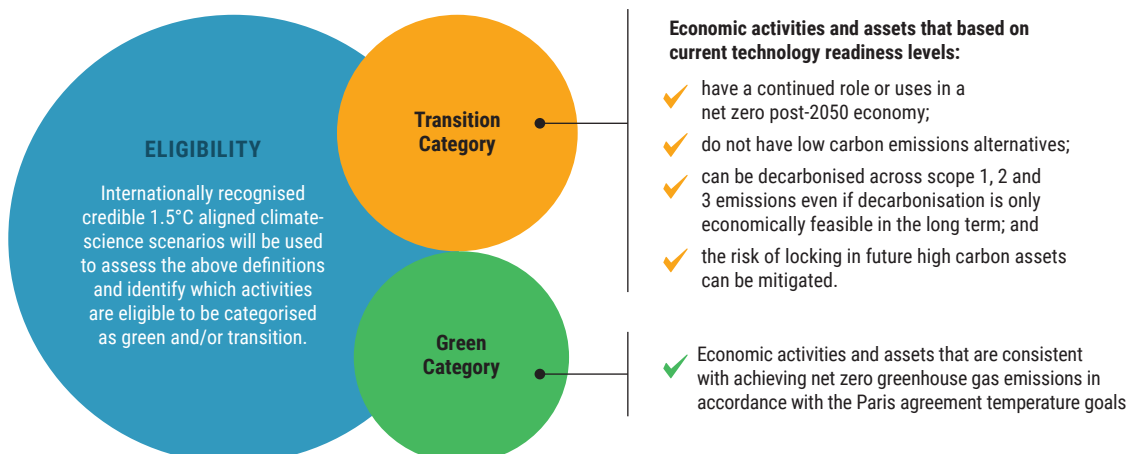 ELIGIBILITY
Internationally recognised
credible 1.5°C aligned climate-
science scenarios will be used
to assess the above definitions
and identify which activities
are eligible to be categorised
as green and/or transition.
Transition
Category
Green
Category
Economic activities and assets that based on
current technology readiness levels:
have a continued role or uses in a
net zero post-2050 economy;
do not have low carbon emissions alternatives;
can be decarbonised across scope 1, 2 and
3 emissions even if decarbonisation is only
economically feasible in the long term; and
the risk of locking in future high carbon assets
can be mitigated.
Economic activities and assets that are consistent
with achieving net zero greenhouse gas emissions in
accordance with the Paris agreement temperature goals